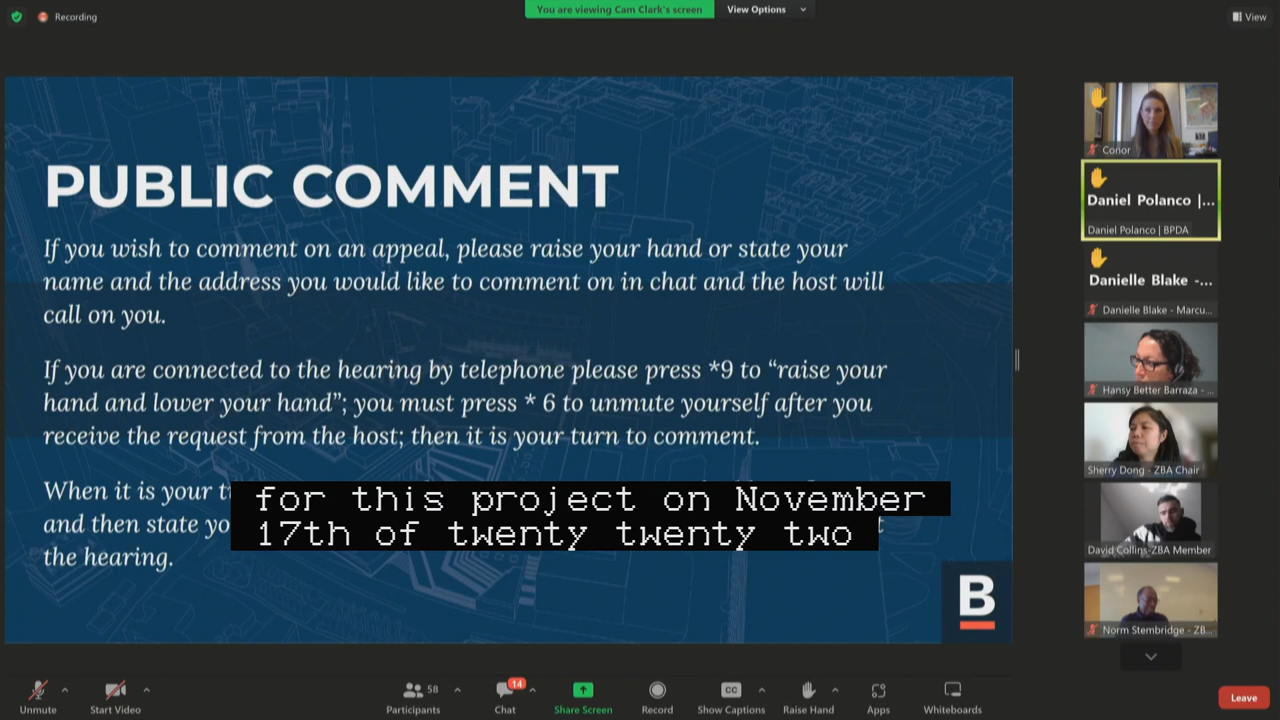 Recording
You are viewing Cam Clark's screen
View Options
View
PUBLIC COMMENT
If you wish to comment on an appeal, please raise your hand or state your
name and the address you would like to comment on in chat and the host will
call on you.
If you are connected to the hearing by telephone please press *9 to “raise your
hand and lower your hand”; you must press * 6 to unmute yourself after you
receive the request from the host; then it is your turn to comment.
When it is your
and then state
the hearing.
for this project on November
17th of twenty twenty two
B
Conor
Daniel Polanco |...
Daniel Polanco | BPDA
Danielle Blake -...
Danielle Blake - Marcu...
Hansy Better Barraza - ...
Sherry Dong - ZBA Chair
David Collins-ZBA Member
Norm Stembridge - ZB...
Unmute
Start Video
58
Participants
14
Chat
Share Screen
Record
CC
Show Captions
Raise Hand
Apps
Whiteboards
Leave